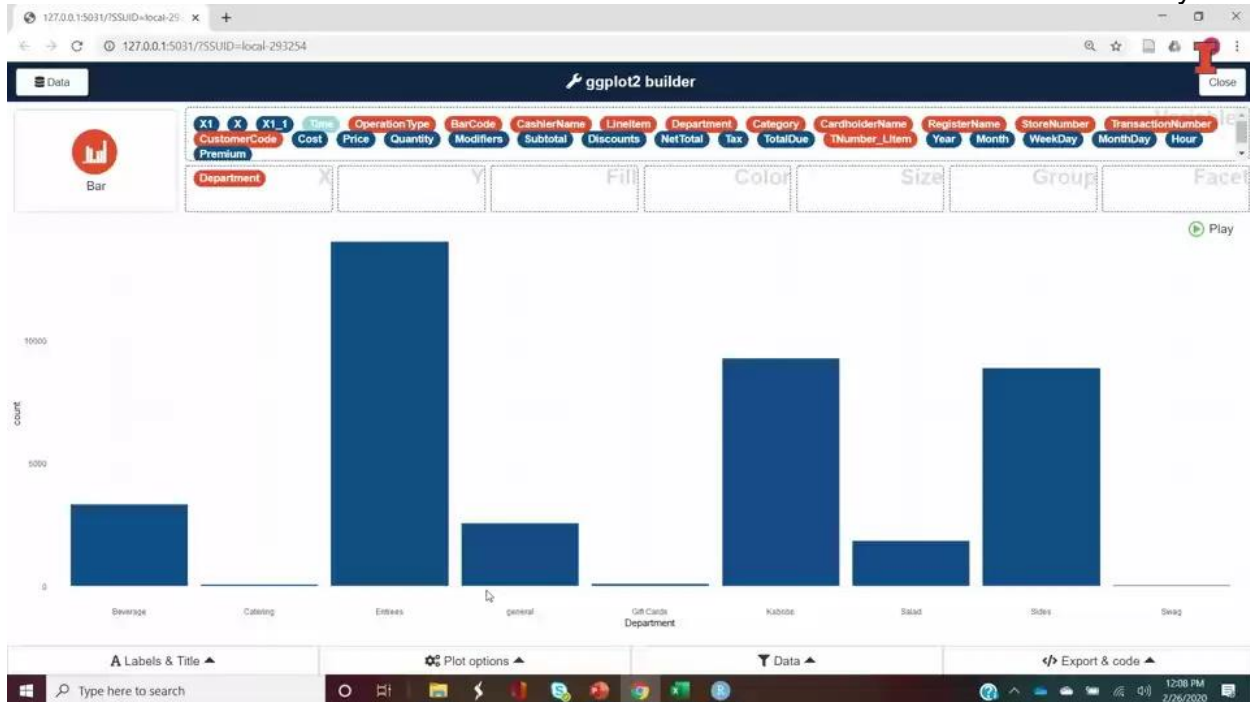 127.0.0.1:5031/?SSUID=local-29
127.0.0.1:5031/?SSUID=local-293254
Data
ggplot2 builder
Close
X1 X X1_1 Time OperationType BarCode CashierName LineItem Department Category CardholderName RegisterName StoreNumber TransactionNumber
CustomerCode Cost Price Quantity Modifiers Subtotal Discounts NetTotal Tax TotalDue TNumber_LItem Year Month WeekDay MonthDay Hour
Premium
Bar
Department X Y Fill Color Size Group Facet
Play
10000
count
5000
0
Beverage Catering Entrees general Gift Cards Kabobs Salad Sides Swag
Department
A Labels & Title Plot options Data </> Export & code
Type here to search
12:08 PM
2/26/2020